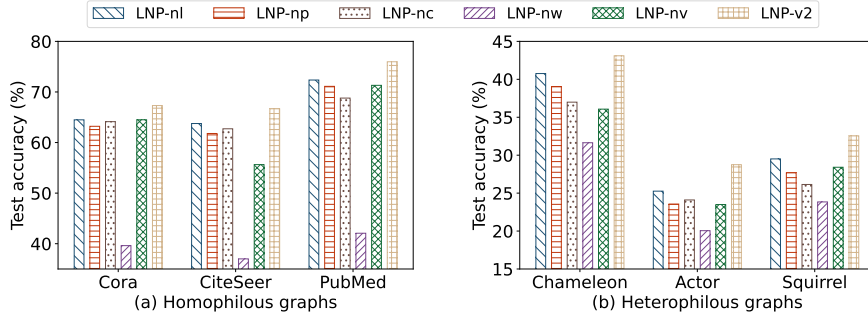 LNP-nl LNP-np LNP-nc LNP-nw LNP-nv LNP-v2
Test accuracy (%)
80
70
60
50
40
Cora CiteSeer PubMed
(a) Homophilous graphs
Test accuracy (%)
45
40
35
30
25
20
15
Chameleon Actor Squirrel
(b) Heterophilous graphs